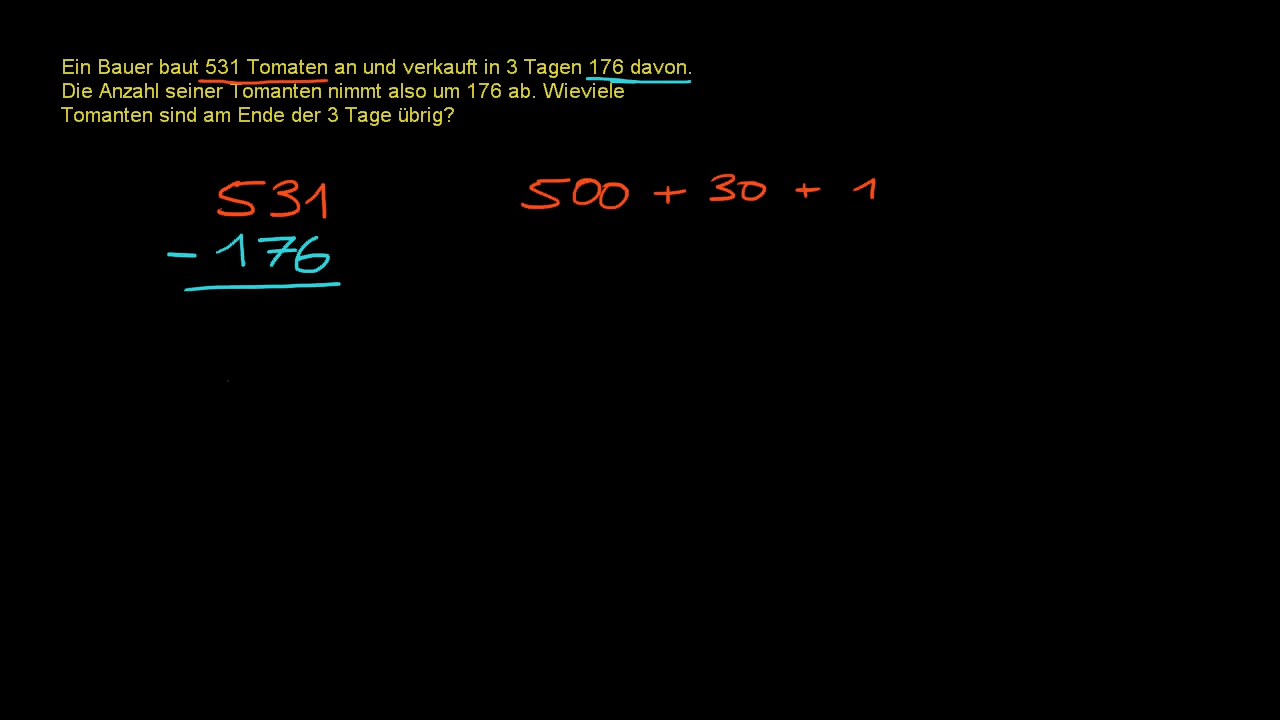 Ein Bauer baut 531 Tomaten an und verkauft in 3 Tagen 176 davon.
Die Anzahl seiner Tomanten nimmt also um 176 ab. Wieviele
Tomanten sind am Ende der 3 Tage übrig?
531
- 176
500 + 30 + 1